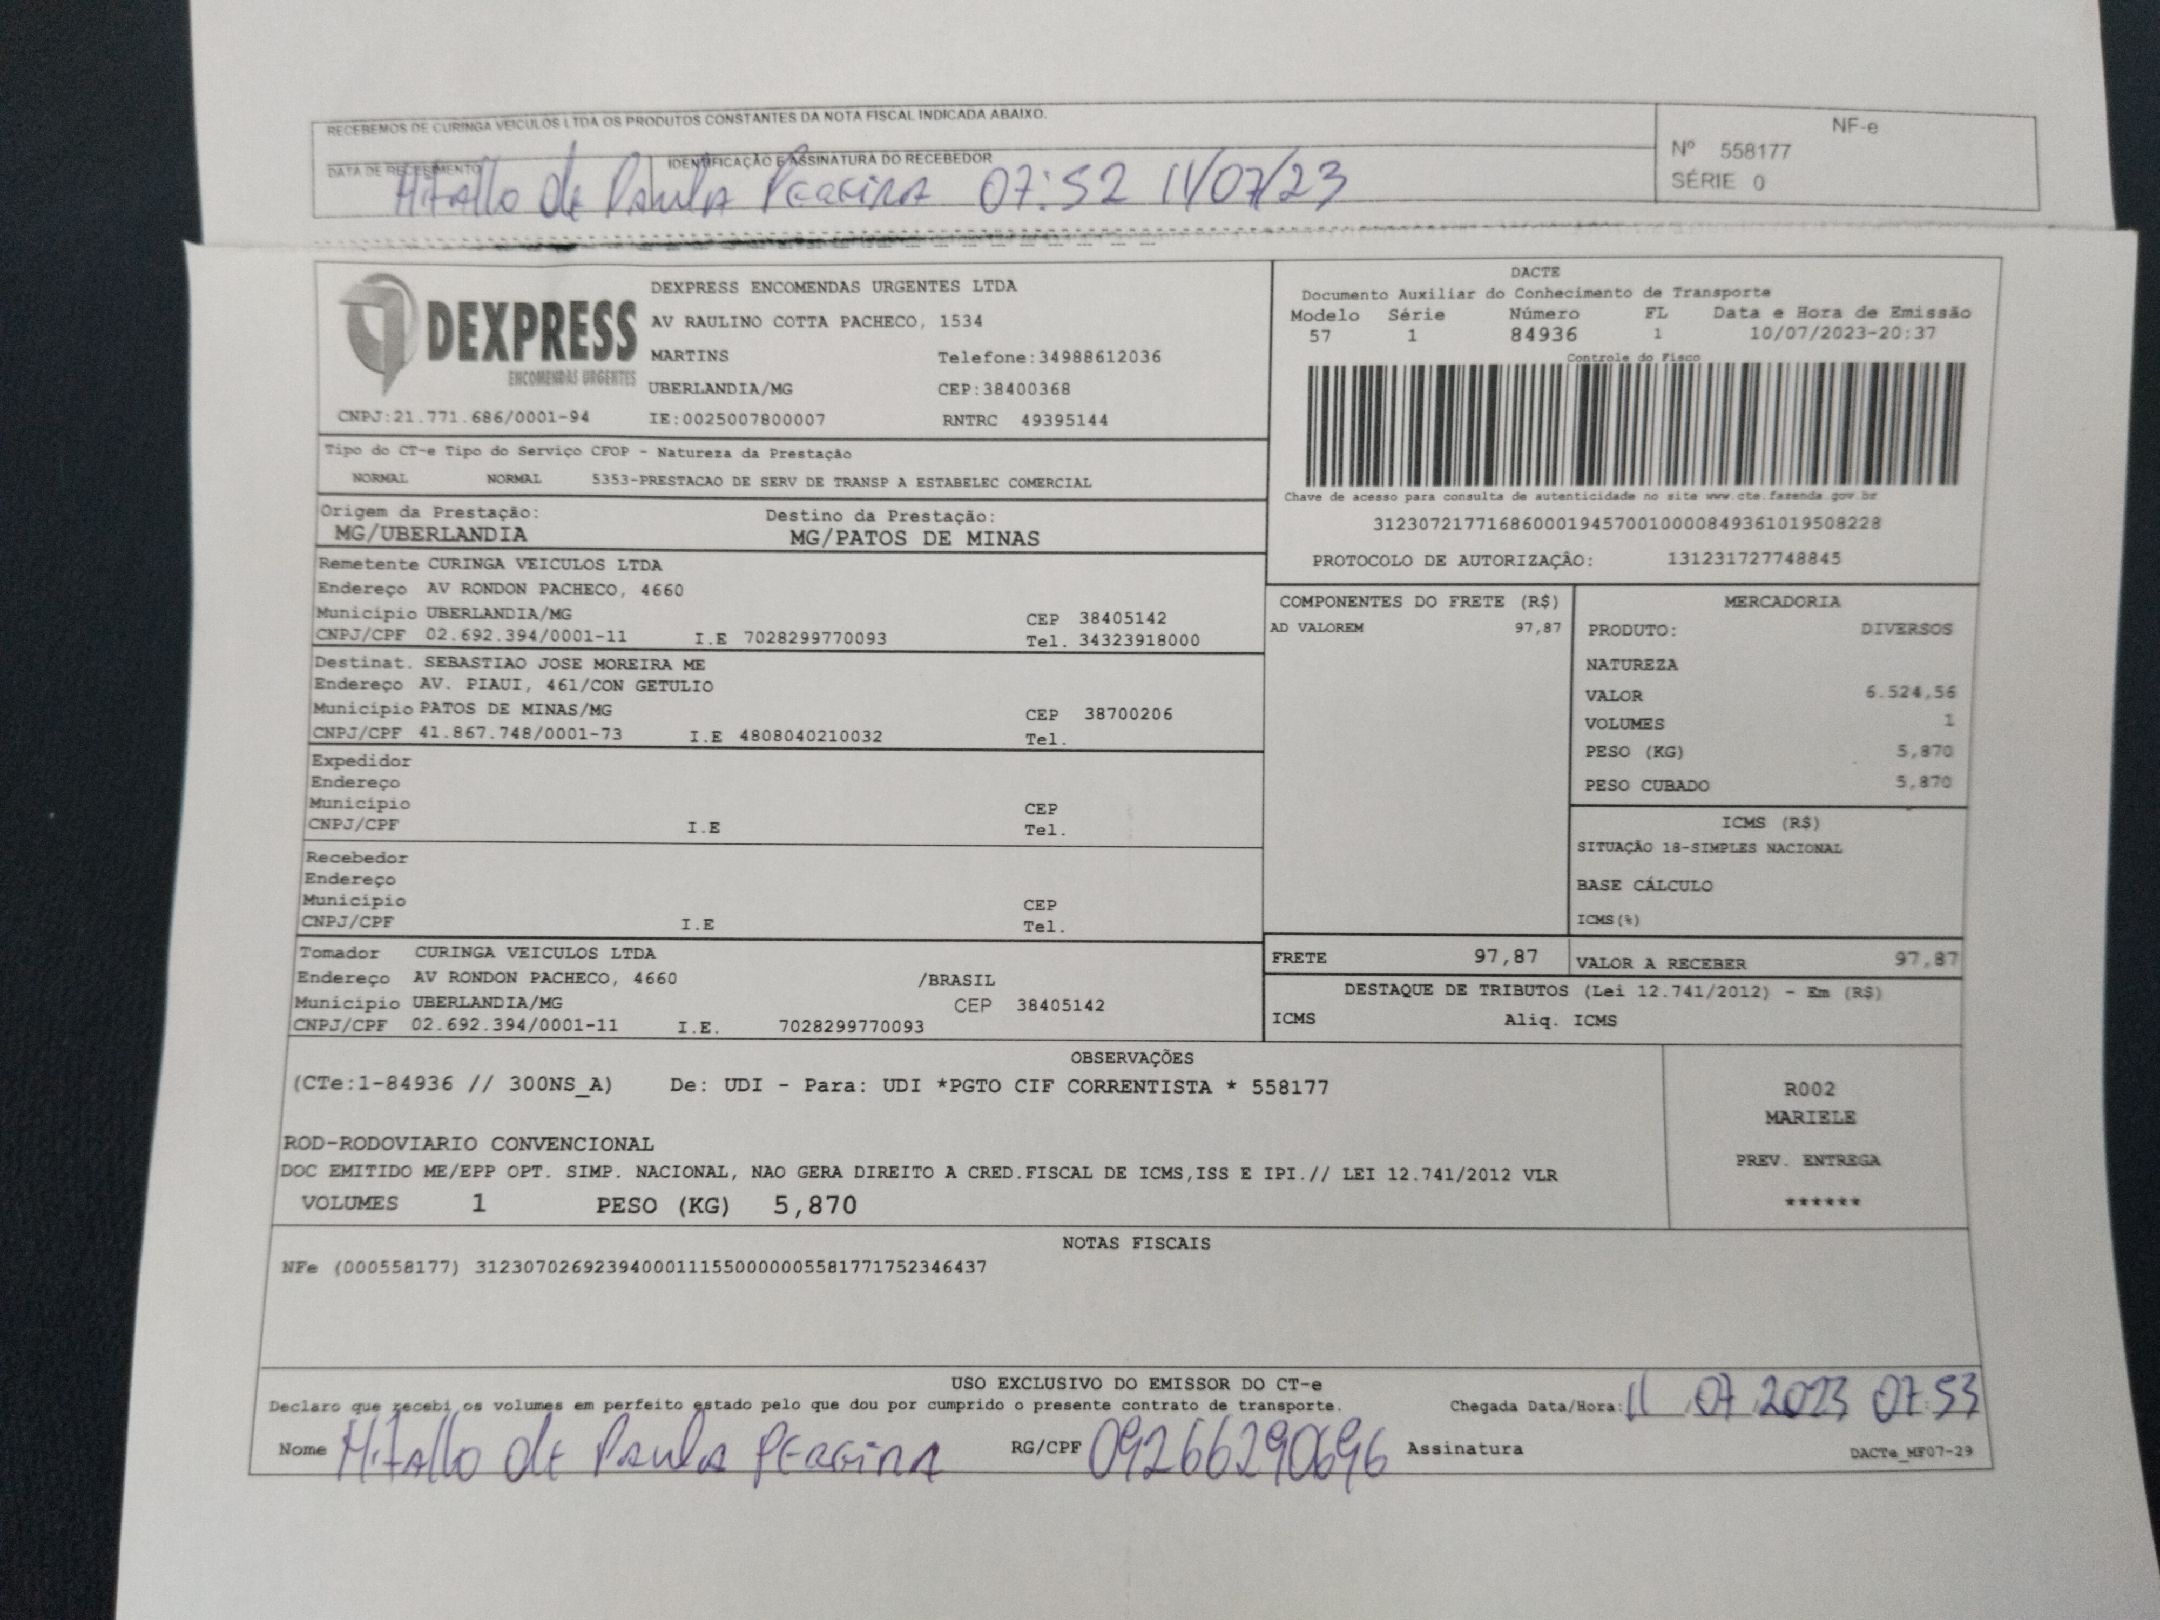 RECEBEMOS DE CURINGA VEICULOS LTDA OS PRODUTOS CONSTANTES DA NOTA FISCAL INDICADA ABAIXO.
DATA DE RECEBIMENTO IDENTIFICAÇÃO E ASSINATURA DO RECEBEDOR
de Paula Pereira 07:52 11/07/23
NF-e
Nº 558177
SÉRIE 0
DEXPRESS
ENCOMENDAS URGENTES
CNPJ:21.771.686/0001-94
DEXPRESS ENCOMENDAS URGENTES LTDA
AV RAULINO COTTA PACHECO, 1534
MARTINS Telefone:34988612036
UBERLANDIA/MG CEP:38400368
IE:0025007800007 RNTRC 49395144
DACTE
Documento Auxiliar do Conhecimento de Transporte
Modelo Série Número FL Data e Hora de Emissão
57 1 84936 1 10/07/2023-20:37
Controle do Fisco
Chave de acesso para consulta de autenticidade no site www.cte.fazenda.gov.br
31230721771686000194570010000849361019508228
PROTOCOLO DE AUTORIZAÇÂO: 131231727748845
Tipo do CT-e Tipo do Serviço CFOP - Natureza da Prestação
NORMAL NORMAL 5353-PRESTACAO DE SERV DE TRANSP A ESTABELEC COMERCIAL
Origem da Prestação: Destino da Prestação:
MG/UBERLANDIA MG/PATOS DE MINAS
Remetente CURINGA VEICULOS LTDA
Endereço AV RONDON PACHECO, 4660
Município UBERLANDIA/MG CEP 38405142
CNPJ/CPF 02.692.394/0001-11 I.E 7028299770093 Tel. 34323918000
Destinat. SEBASTIAO JOSE MOREIRA ME
Endereço AV. PIAUI, 461/CON GETULIO
Município PATOS DE MINAS/MG CEP 38700206
CNPJ/CPF 41.867.748/0001-73 I.E 4808040210032 Tel.
Expedidor
Endereço
Município CEP
CNPJ/CPF I.E Tel.
Recebedor
Endereço
Município CEP
CNPJ/CPF I.E Tel.
Tomador CURINGA VEICULOS LTDA
Endereço AV RONDON PACHECO, 4660 /BRASIL
Município UBERLANDIA/MG CEP 38405142
CNPJ/CPF 02.692.394/0001-11 I.E. 7028299770093
COMPONENTES DO FRETE (R$)
AD VALOREM 97,87
MERCADORIA
PRODUTO: DIVERSOS
NATUREZA
VALOR 6.524,56
VOLUMES 1
PESO (KG) 5,870
PESO CUBADO 5,870
ICMS (R$)
SITUAÇÃO 18-SIMPLES NACIONAL
BASE CÁLCULO
ICMS(%)
FRETE 97,87 VALOR A RECEBER 97,87
DESTAQUE DE TRIBUTOS (Lei 12.741/2012) - Em (R$)
ICMS Aliq. ICMS
OBSERVAÇÕES
(CTe:1-84936 // 300NS_A) De: UDI - Para: UDI *PGTO CIF CORRENTISTA * 558177
ROD-RODOVIARIO CONVENCIONAL
DOC EMITIDO ME/EPP OPT. SIMP. NACIONAL, NAO GERA DIREITO A CRED.FISCAL DE ICMS,ISS E IPI.// LEI 12.741/2012 VLR
VOLUMES 1 PESO (KG) 5,870
R002
MARIELE
PREV. ENTREGA
******
NOTAS FISCAIS
NFe (000558177) 31230702692394000111550000005581771752346437
USO EXCLUSIVO DO EMISSOR DO CT-e
Declaro que recebi os volumes em perfeito estado pelo que dou por cumprido o presente contrato de transporte. Chegada Data/Hora: 11 07 2023 07:53
Nome de Paula Pereira RG/CPF 09266290696 Assinatura DACTe_MF07-29